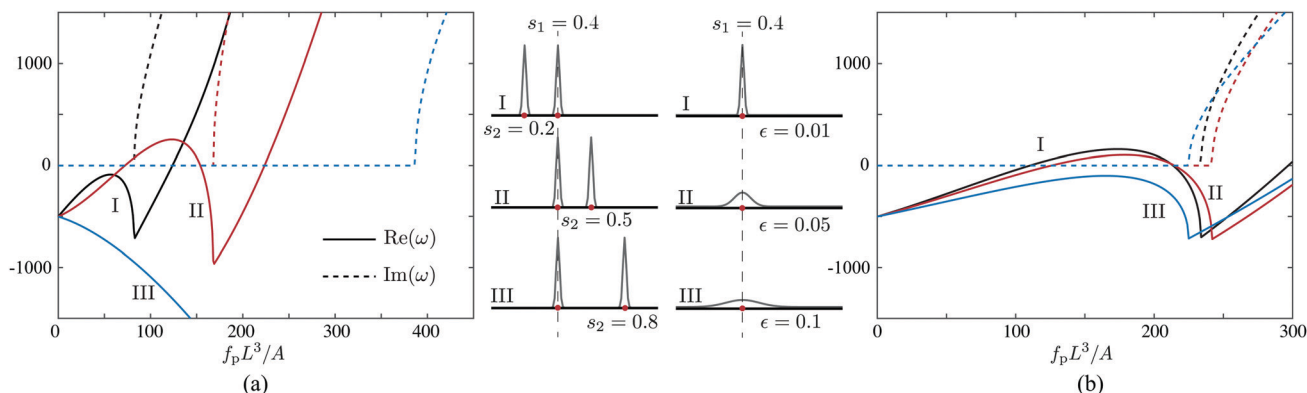 1000
0
-1000
0
100
200
300
400
f_p L^3/A
I
II
III
Re(ω)
Im(ω)
(a)
s_1 = 0.4
I
s_2 = 0.2
II
s_2 = 0.5
III
s_2 = 0.8
s_1 = 0.4
I
ϵ = 0.01
II
ϵ = 0.05
III
ϵ = 0.1
1000
0
-1000
0
100
200
300
f_p L^3/A
I
II
III
(b)